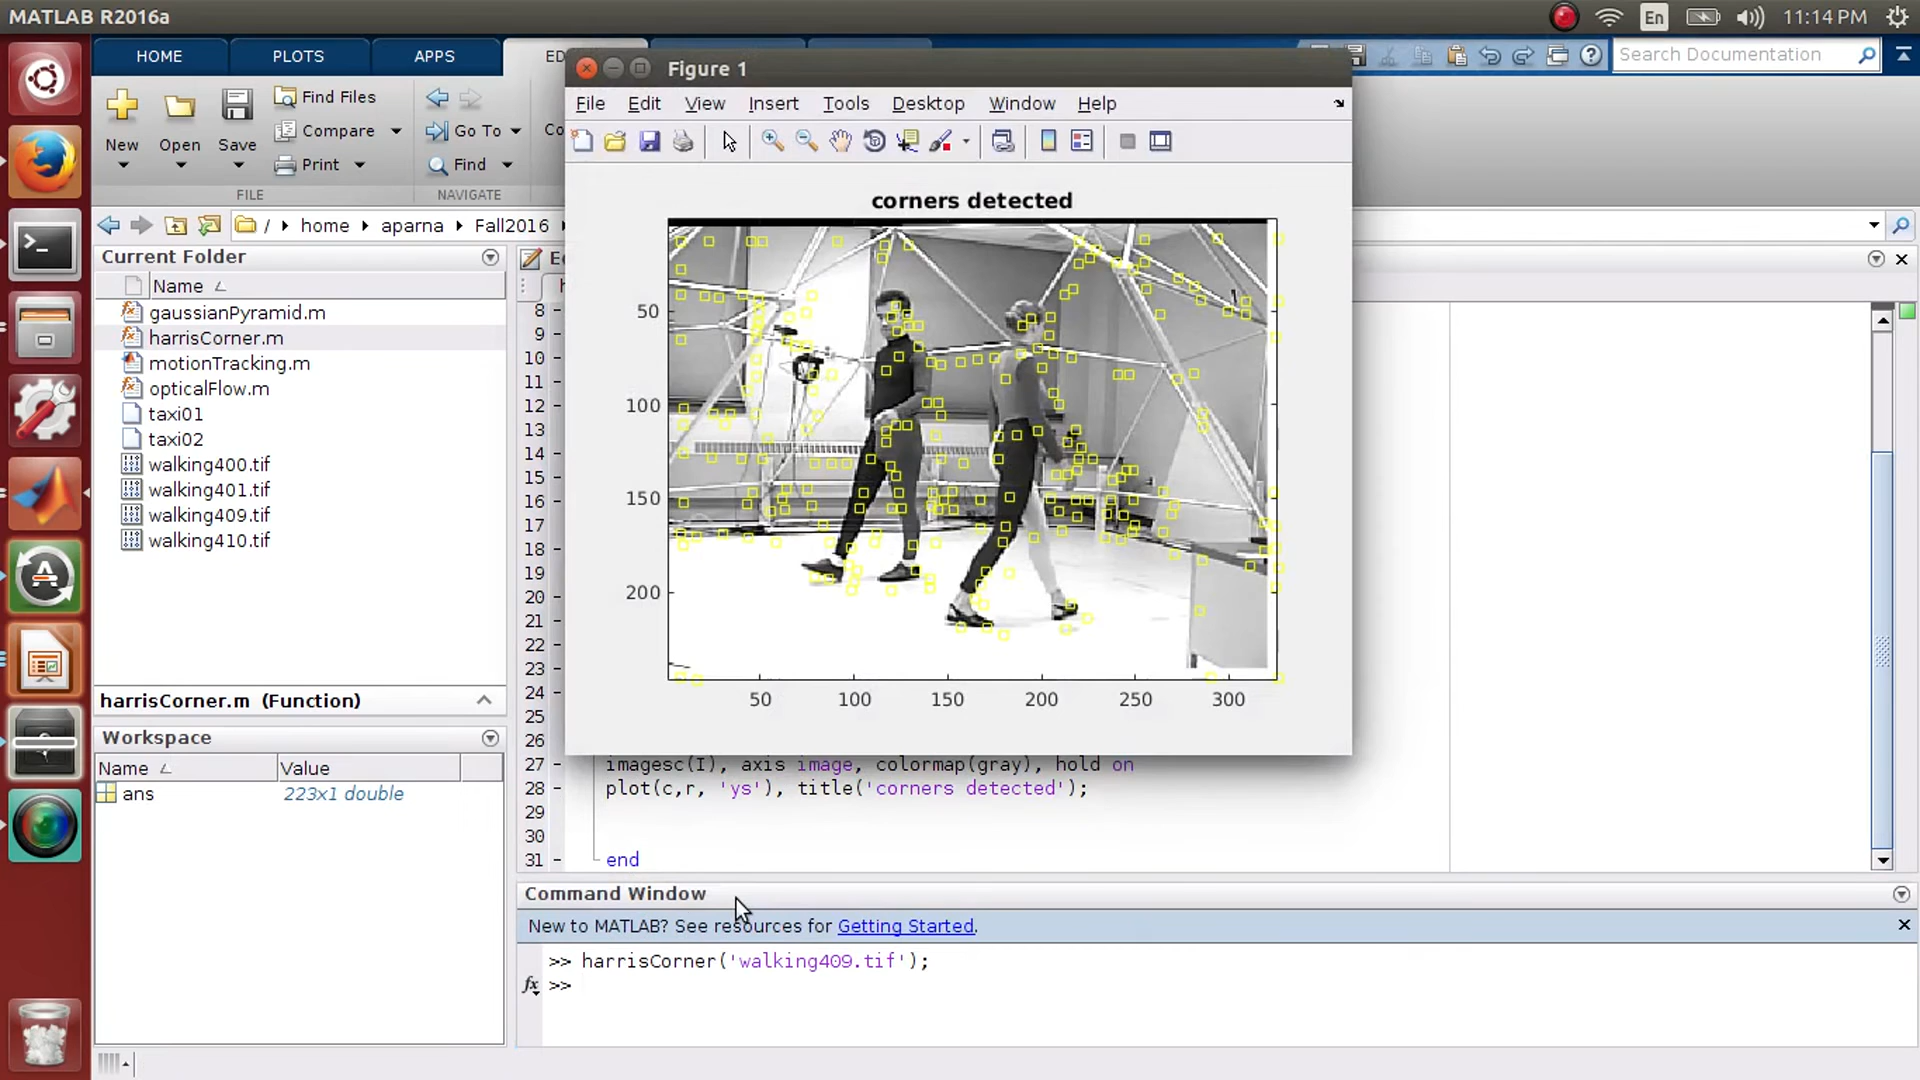 MATLAB R2016a
En
11:14 PM
HOME
PLOTS
APPS
ED
Search Documentation
New
Open
Save
Find Files
Compare
Print
Go To
Find
Co
FILE
NAVIGATE
/ home aparna Fall2016
Current Folder
Name
gaussianPyramid.m
harrisCorner.m
motionTracking.m
opticalFlow.m
taxi01
taxi02
walking400.tif
walking401.tif
walking409.tif
walking410.tif
harrisCorner.m (Function)
Workspace
Name Value
ans 223x1 double
Figure 1
File Edit View Insert Tools Desktop Window Help
corners detected
50
100
150
200
50 100 150 200 250 300
E
h
8 -
9 -
10 -
11 -
12 -
13 -
14 -
15 -
16 -
17 -
18 -
19 -
20 -
21 -
22 -
23 -
24 -
25
26 -
27 - imagesc(I), axis image, colormap(gray), hold on
28 - plot(c,r, 'ys'), title('corners detected');
29
30
31 - end
Command Window
New to MATLAB? See resources for Getting Started.
>> harrisCorner('walking409.tif');
fx >>